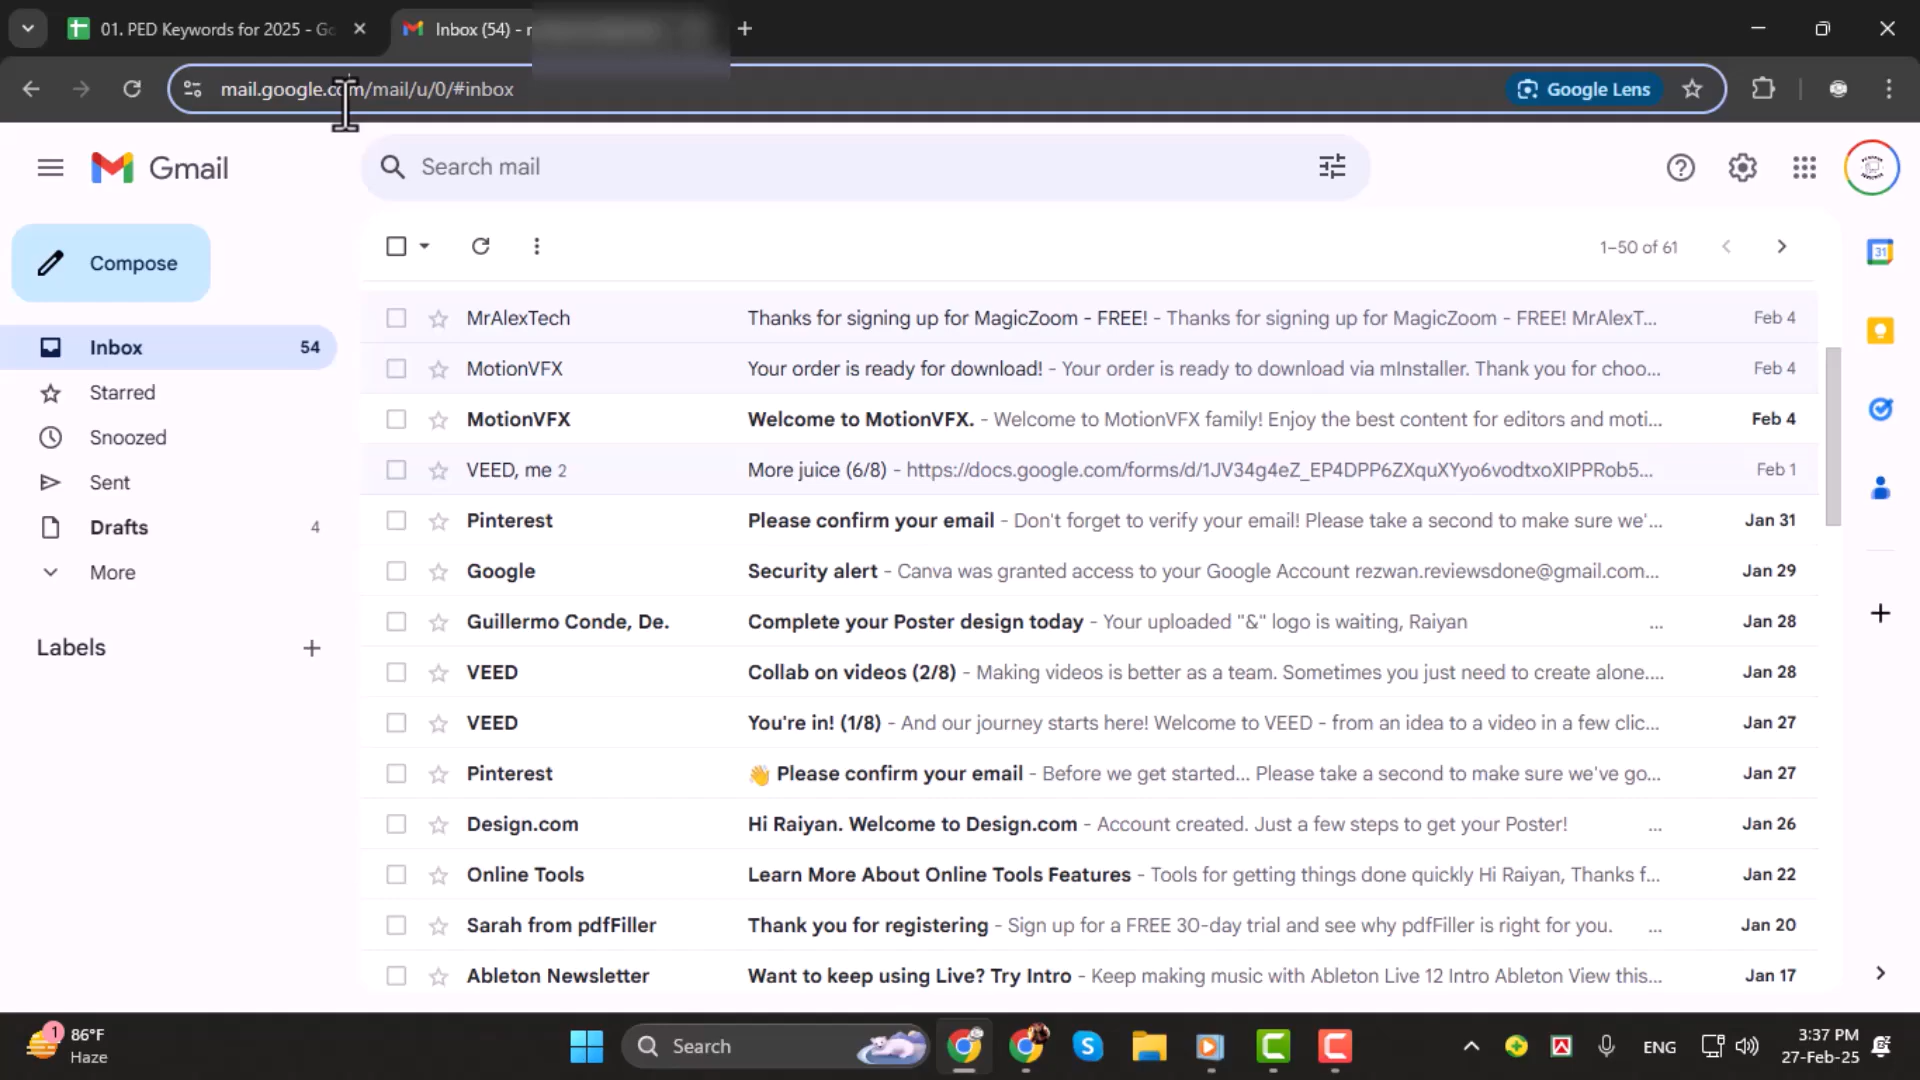 01. PED Keywords for 2025 - Go
Inbox (54) - r
mail.google.com/mail/u/0/#inbox
Google Lens
Gmail
Search mail
Compose
1–50 of 61
Inbox 54
Starred
Snoozed
Sent
Drafts 4
More
Labels
MrAlexTech Thanks for signing up for MagicZoom - FREE! - Thanks for signing up for MagicZoom - FREE! MrAlexT... Feb 4
MotionVFX Your order is ready for download! - Your order is ready to download via mInstaller. Thank you for choo... Feb 4
MotionVFX Welcome to MotionVFX. - Welcome to MotionVFX family! Enjoy the best content for editors and moti... Feb 4
VEED, me 2 More juice (6/8) - https://docs.google.com/forms/d/1JV34g4eZ_EP4DPP6ZXquXYyo6vodtxoXIPPRob5... Feb 1
Pinterest Please confirm your email - Don't forget to verify your email! Please take a second to make sure we'... Jan 31
Google Security alert - Canva was granted access to your Google Account rezwan.reviewsdone@gmail.com... Jan 29
Guillermo Conde, De. Complete your Poster design today - Your uploaded "&" logo is waiting, Raiyan ... Jan 28
VEED Collab on videos (2/8) - Making videos is better as a team. Sometimes you just need to create alone.... Jan 28
VEED You're in! (1/8) - And our journey starts here! Welcome to VEED - from an idea to a video in a few clic... Jan 27
Pinterest 👋 Please confirm your email - Before we get started... Please take a second to make sure we've go... Jan 27
Design.com Hi Raiyan. Welcome to Design.com - Account created. Just a few steps to get your Poster! ... Jan 26
Online Tools Learn More About Online Tools Features - Tools for getting things done quickly Hi Raiyan, Thanks f... Jan 22
Sarah from pdfFiller Thank you for registering - Sign up for a FREE 30-day trial and see why pdfFiller is right for you. ... Jan 20
Ableton Newsletter Want to keep using Live? Try Intro - Keep making music with Ableton Live 12 Intro Ableton View this... Jan 17
31
1
86°F
Haze
Search
ENG
3:37 PM
27-Feb-25